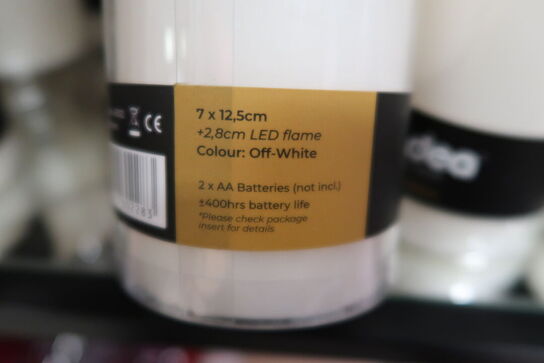 7 x 12,5cm
+2,8cm LED flame
Colour: Off-White
2 x AA Batteries (not incl.)
±400hrs battery life
*Please check package
insert for details
CE